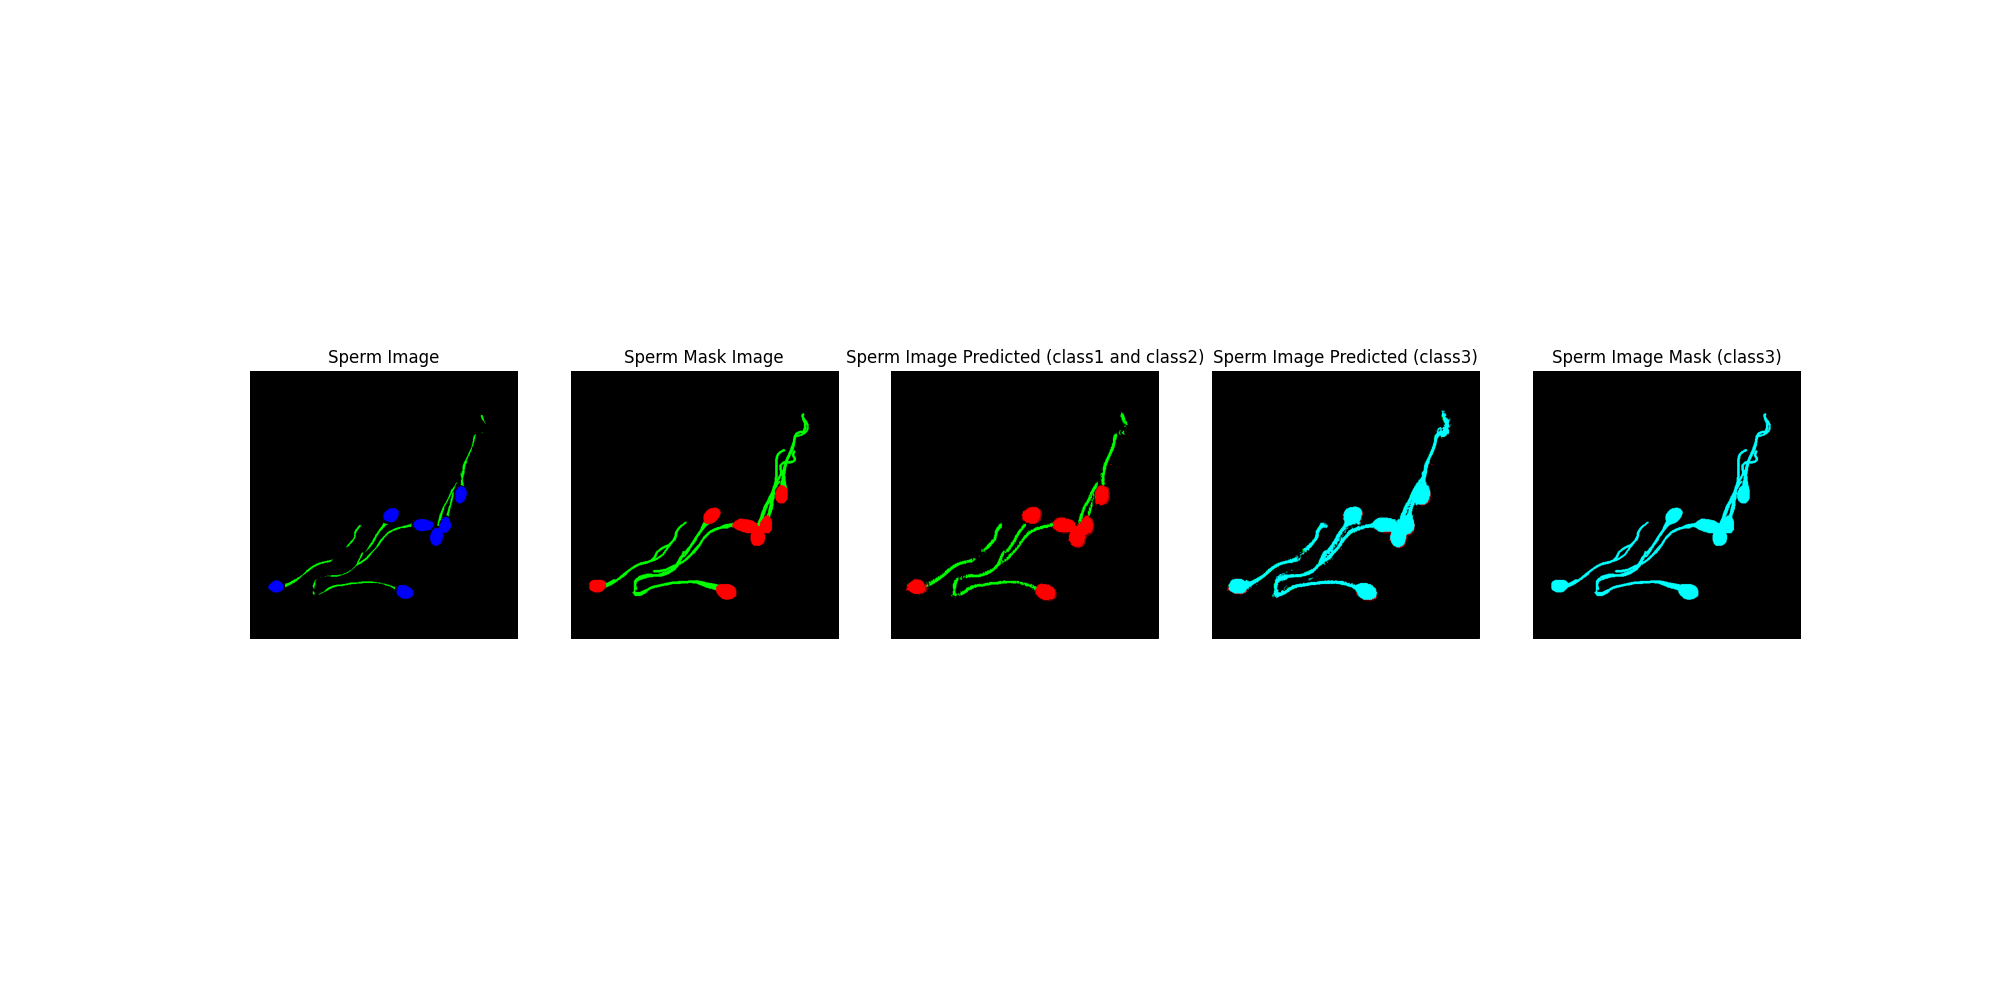 Sperm Image
Sperm Mask Image
Sperm Image Predicted (class1 and class2)
Sperm Image Predicted (class3)
Sperm Image Mask (class3)